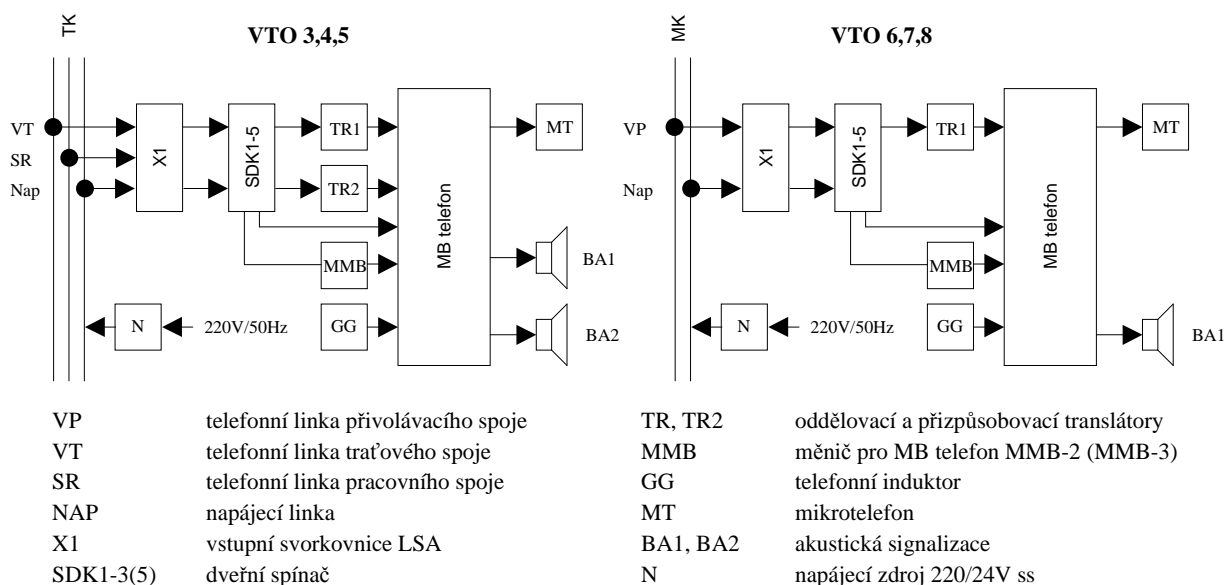 TK
VTO 3,4,5
VT
SR
Nap
X1
SDK1-5
TR1
TR2
MMB
GG
MB telefon
MT
BA1
BA2
N
220V/50Hz
MK
VTO 6,7,8
VP
Nap
X1
SDK1-5
TR1
MMB
GG
MB telefon
MT
BA1
N
220V/50Hz
VP telefonní linka přivolávacího spoje
VT telefonní linka traťového spoje
SR telefonní linka pracovního spoje
NAP napájecí linka
X1 vstupní svorkovnice LSA
SDK1-3(5) dveřní spínač
TR, TR2 oddělovací a přizpůsobovací translátory
MMB měnič pro MB telefon MMB-2 (MMB-3)
GG telefonní induktor
MT mikrotelefon
BA1, BA2 akustická signalizace
N napájecí zdroj 220/24V ss